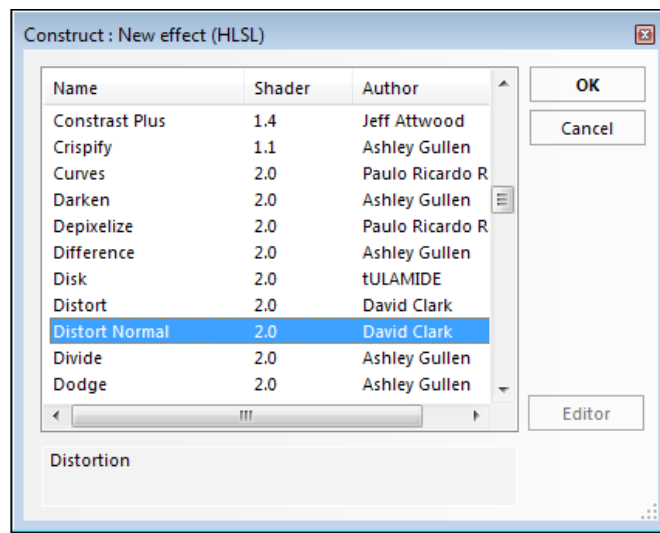 Construct : New effect (HLSL)
Name Shader Author
Constrast Plus 1.4 Jeff Attwood
Crispify 1.1 Ashley Gullen
Curves 2.0 Paulo Ricardo R
Darken 2.0 Ashley Gullen
Depixelize 2.0 Paulo Ricardo R
Difference 2.0 Ashley Gullen
Disk 2.0 tULAMIDE
Distort 2.0 David Clark
Distort Normal 2.0 David Clark
Divide 2.0 Ashley Gullen
Dodge 2.0 Ashley Gullen
OK
Cancel
Editor
Distortion